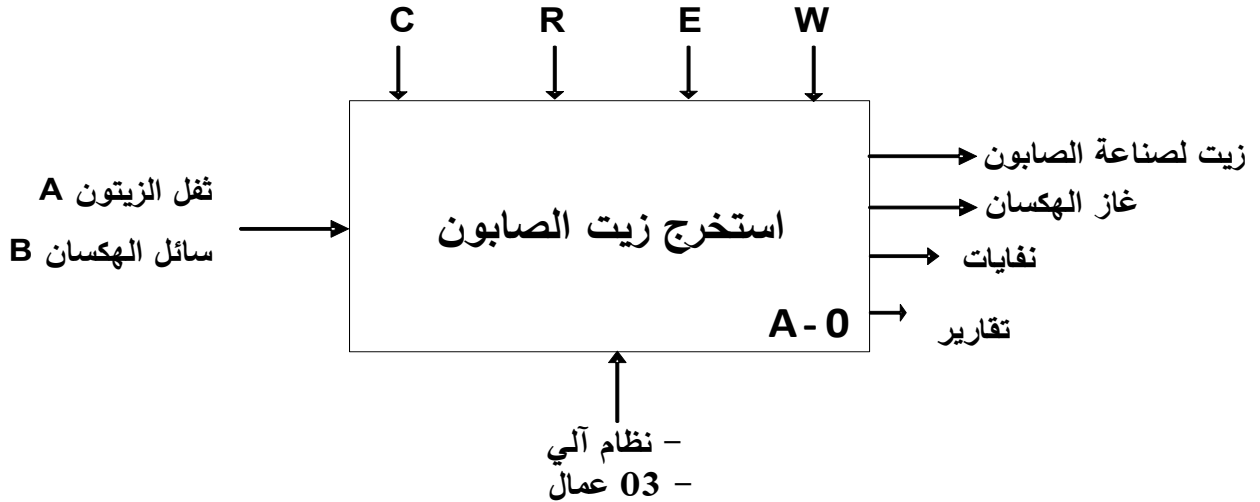 C R E W
زيت لصناعة الصابون
غاز الهكسان
نفايات
تقارير
ثفل الزيتون A
سائل الهكسان B
استخرج زيت الصابون
A-0
- نظام آلي
- 03 عمال